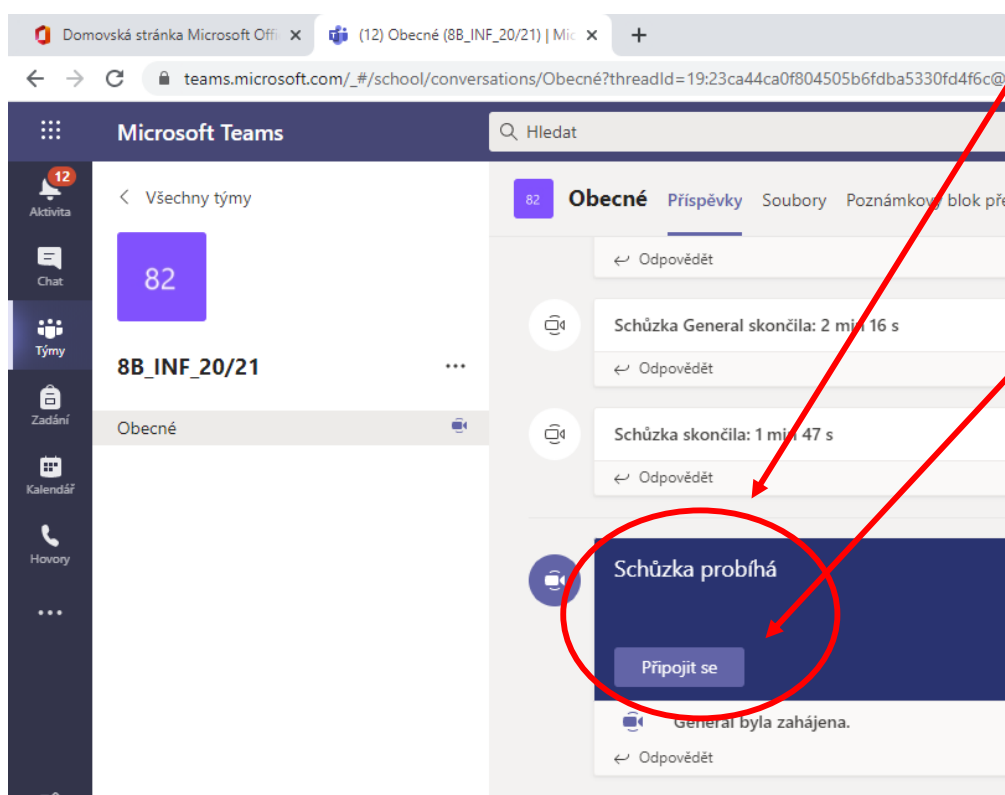 Domovská stránka Microsoft Offi
(12) Obecné (8B_INF_20/21) | Mic
teams.microsoft.com/_#/school/conversations/Obecné?threadId=19:23ca44ca0f804505b6fdba5330fd4f6c@
Microsoft Teams
Hledat
12
Aktivita
Chat
Týmy
Zadání
Kalendář
Hovory
Všechny týmy
82
8B_INF_20/21
Obecné
82 Obecné Příspěvky Soubory Poznámkový blok pře
Odpovědět
Schůzka General skončila: 2 min 16 s
Odpovědět
Schůzka skončila: 1 min 47 s
Odpovědět
Schůzka probíhá
Připojit se
General byla zahájena.
Odpovědět